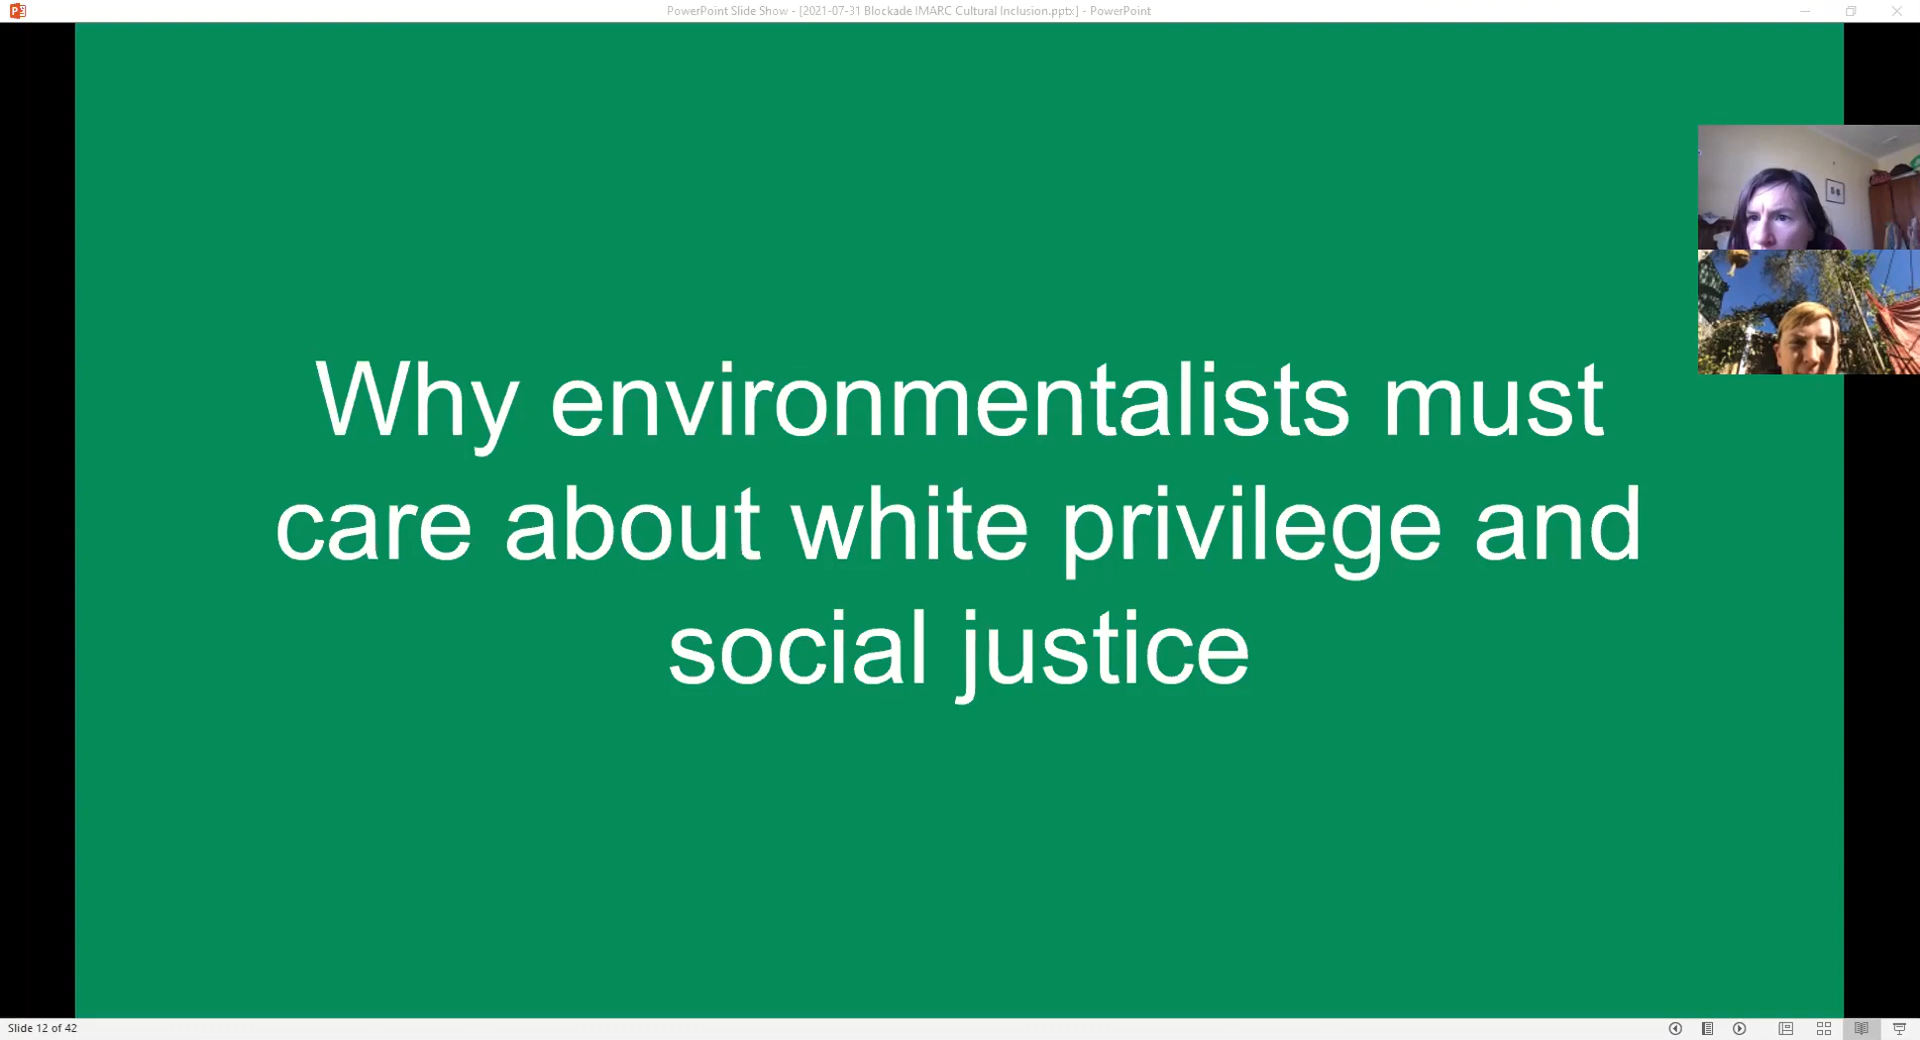 PowerPoint Slide Show - [2021-07-31 Blockade IMARC Cultural Inclusion.pptx] - PowerPoint
Why environmentalists must
care about white privilege and
social justice
Slide 12 of 42